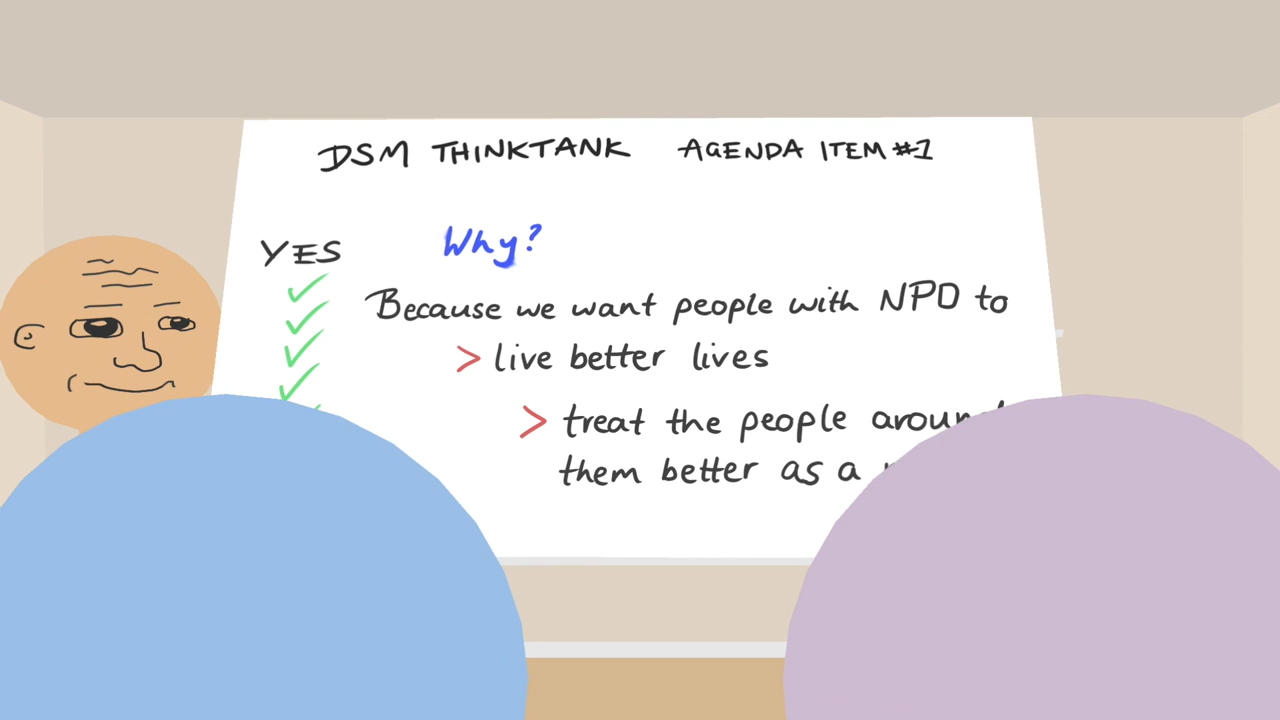 DSM THINKTANK AGENDA ITEM #1
YES
Why?
Because we want people with NPD to
> live better lives
> treat the people around
them better as a